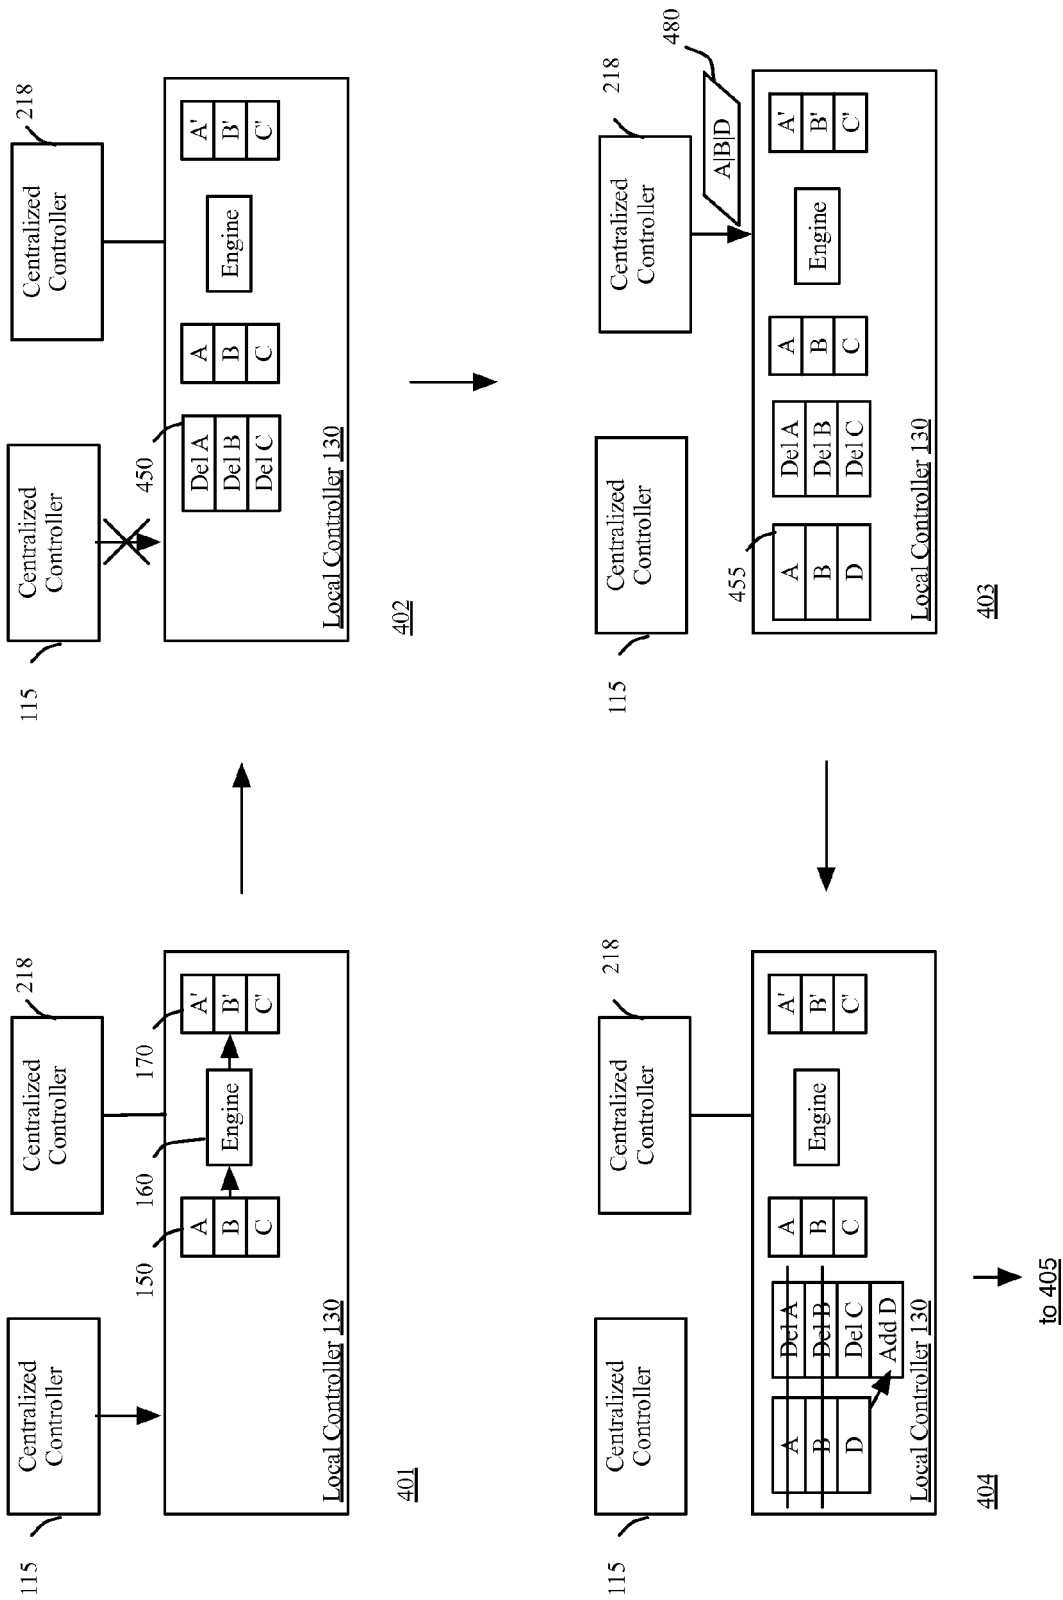 115
Centralized
Controller
Centralized
Controller
218
150
160
170
A
B
C
Engine
A'
B'
C'
Local Controller 130
401
115
Centralized
Controller
Centralized
Controller
218
450
Del A
Del B
Del C
A
B
C
Engine
A'
B'
C'
Local Controller 130
402
115
Centralized
Controller
Centralized
Controller
218
480
A|B|D
455
A
B
D
Del A
Del B
Del C
A
B
C
Engine
A'
B'
C'
Local Controller 130
403
115
Centralized
Controller
Centralized
Controller
218
A
B
D
Del A
Del B
Del C
Add D
A
B
C
Engine
A'
B'
C'
Local Controller 130
404
to 405